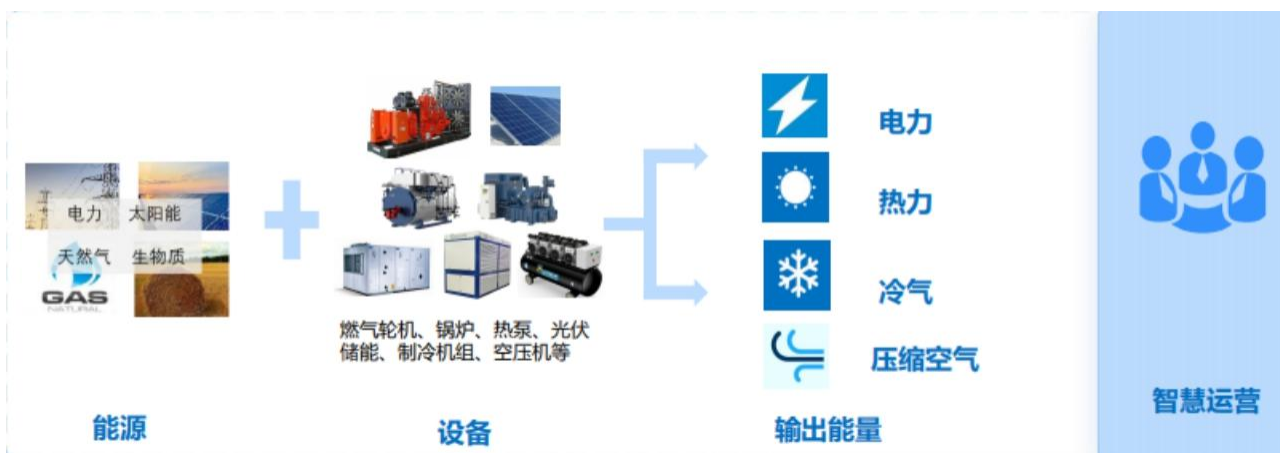 电力 太阳能
天然气 生物质
GAS
NATURAL
能源
燃气轮机、锅炉、热泵、光伏
储能、制冷机组、空压机等
设备
电力
热力
冷气
压缩空气
输出能量
智慧运营